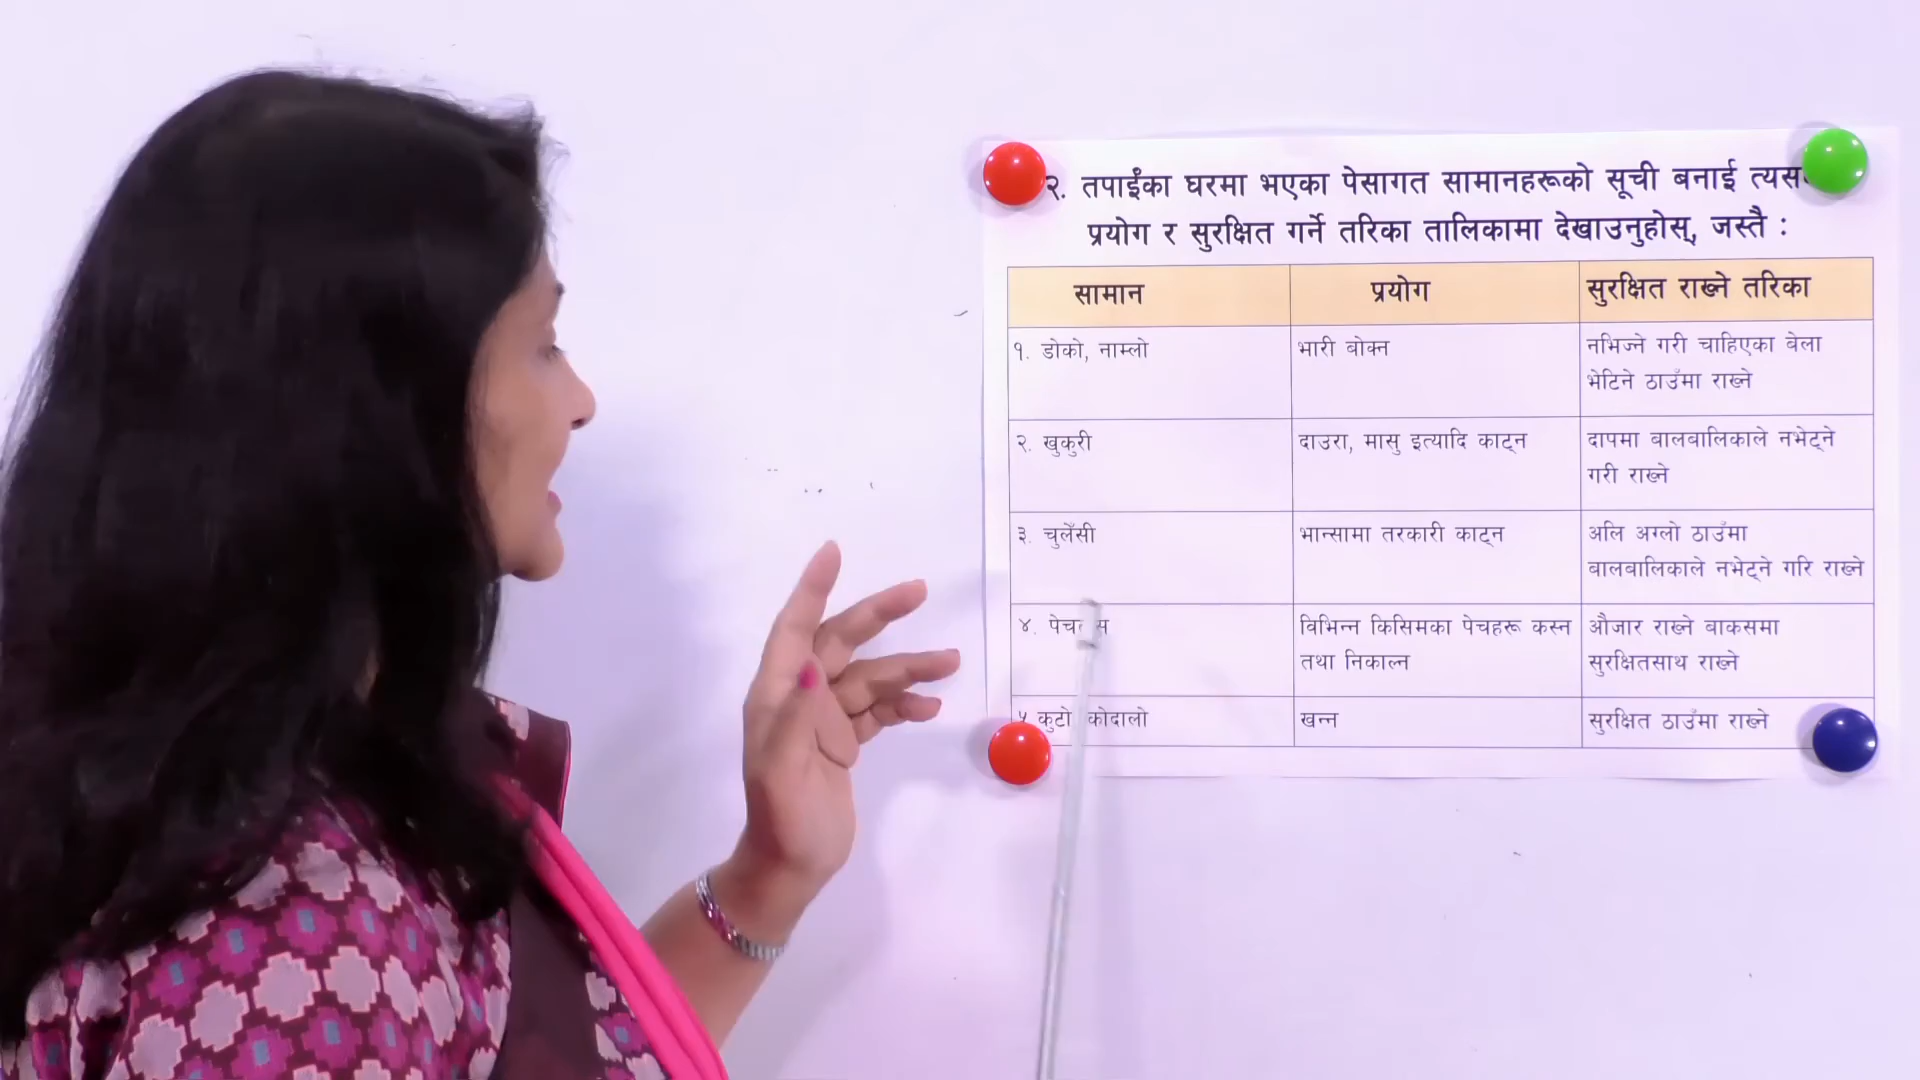 २. तपाईंका घरमा भएका पेसागत सामानहरूको सूची बनाई
प्रयोग र सुरक्षित गर्ने तरिका तालिकामा देखाउनुहोस्, जस्तै :
सामान प्रयोग सुरक्षित राख्ने तरिका
१. डोको, नाम्लो भारी बोक्न नभिज्ने गरी चाहिएका बेला
भेटिने ठाउँमा राख्ने
२. खुकुरी दाउरा, मासु इत्यादि काट्न दापमा बालबालिकाले नभेट्ने
गरी राख्ने
३. चुलेँसी भान्सामा तरकारी काट्न अलि अग्लो ठाउँमा
बालबालिकाले नभेट्ने गरि राख्ने
४. विभिन्न किसिमका पेचहरू कस्न औजार राख्ने बाकसमा
तथा निकाल्न सुरक्षितसाथ राख्ने
५ कुटो कोदालो खन्न सुरक्षित ठाउँमा राख्ने